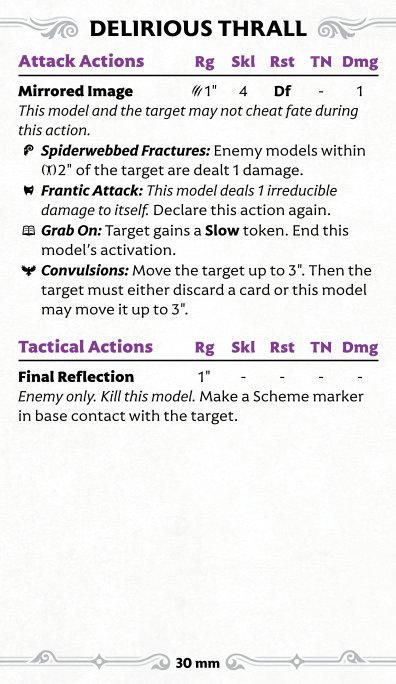 DELIRIOUS THRALL
Attack Actions Rg Skl Rst TN Dmg
Mirrored Image 1" 4 Df - 1
This model and the target may not cheat fate during
this action.
Spiderwebbed Fractures: Enemy models within
2" of the target are dealt 1 damage.
Frantic Attack: This model deals 1 irreducible
damage to itself. Declare this action again.
Grab On: Target gains a Slow token. End this
model's activation.
Convulsions: Move the target up to 3". Then the
target must either discard a card or this model
may move it up to 3".
Tactical Actions Rg Skl Rst TN Dmg
Final Reflection 1" - - - -
Enemy only. Kill this model. Make a Scheme marker
in base contact with the target.
30 mm